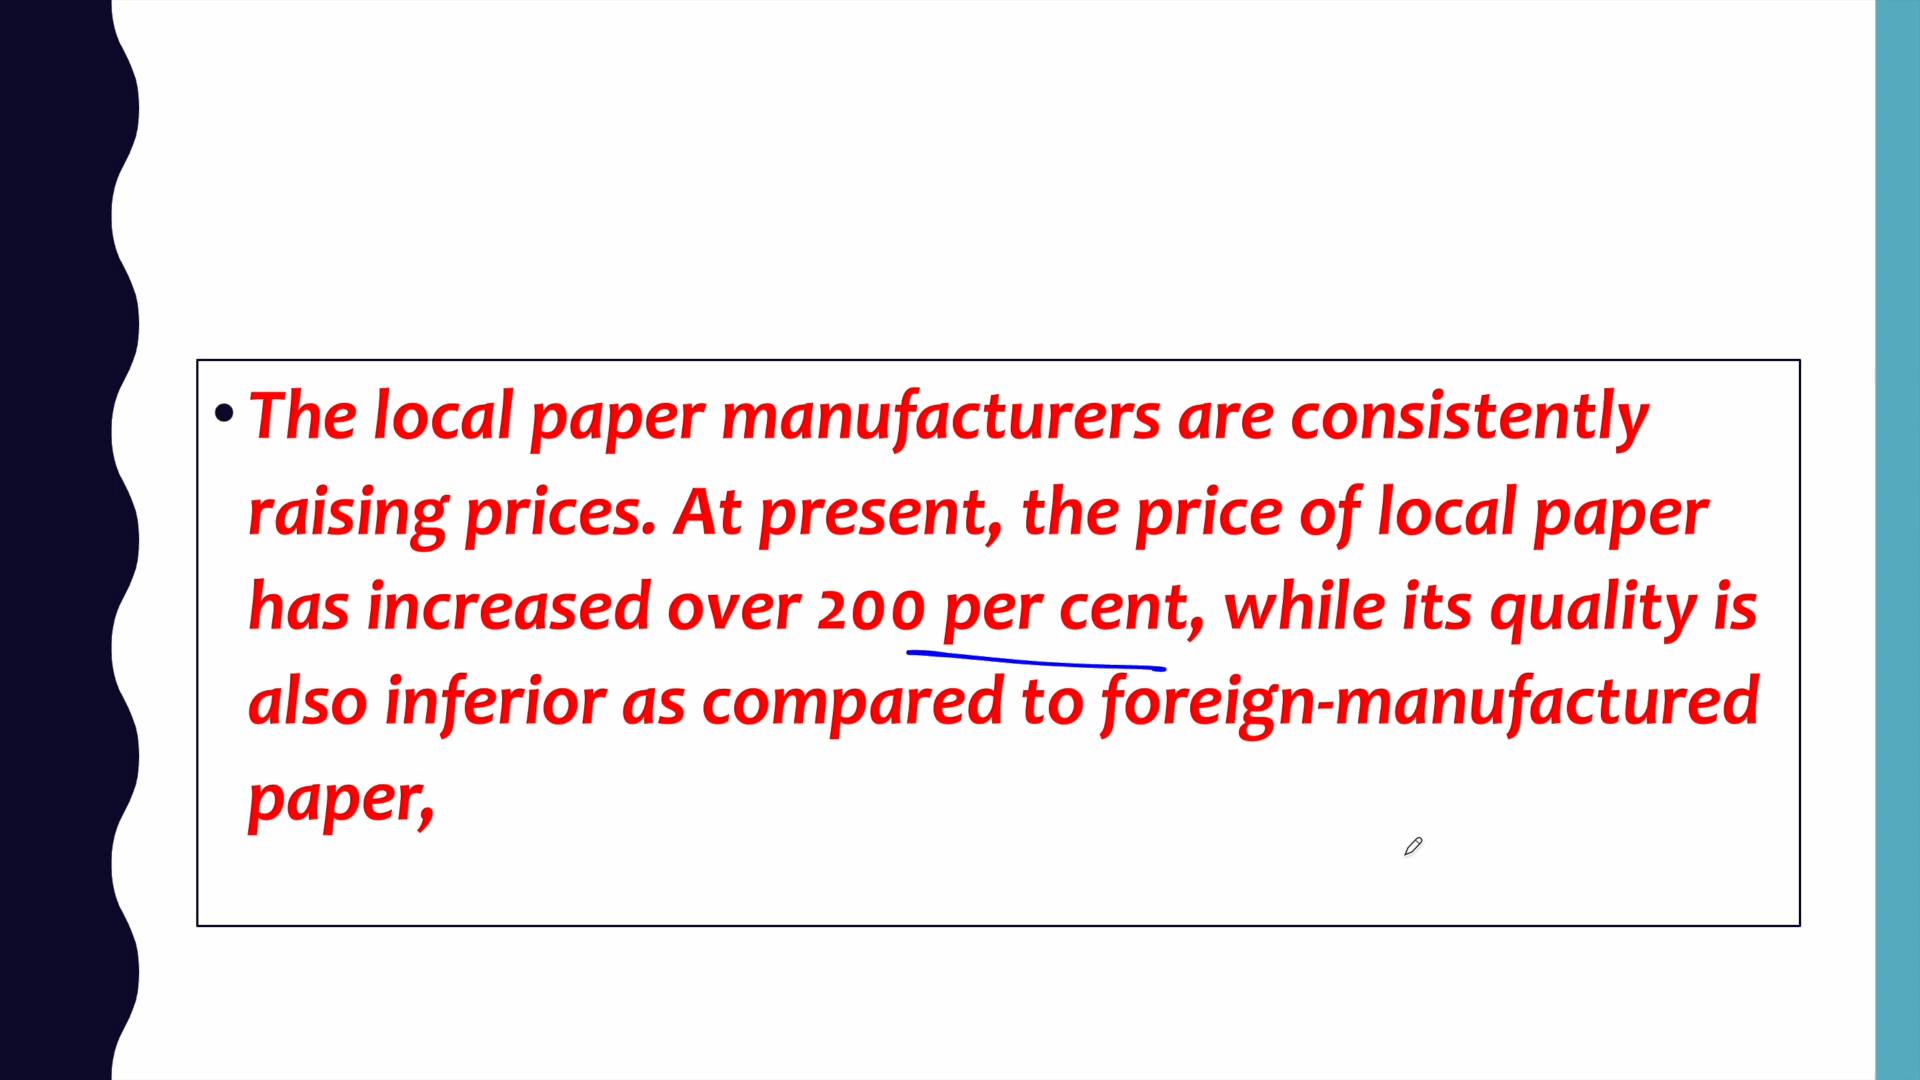 • The local paper manufacturers are consistently
raising prices. At present, the price of local paper
has increased over 200 per cent, while its quality is
also inferior as compared to foreign-manufactured
paper,